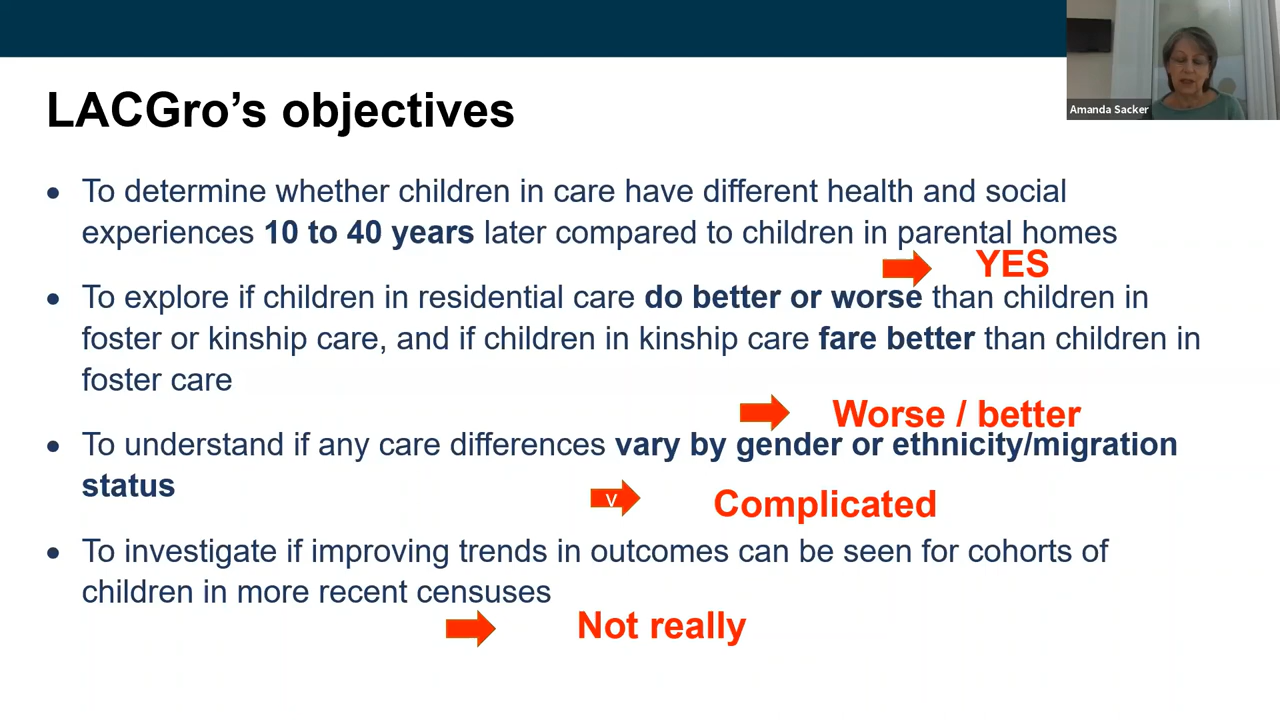 Amanda Sacker
LACGro’s objectives
• To determine whether children in care have different health and social
experiences 10 to 40 years later compared to children in parental homes
YES
• To explore if children in residential care do better or worse than children in
foster or kinship care, and if children in kinship care fare better than children in
foster care
Worse / better
• To understand if any care differences vary by gender or ethnicity/migration
status
v Complicated
• To investigate if improving trends in outcomes can be seen for cohorts of
children in more recent censuses
Not really